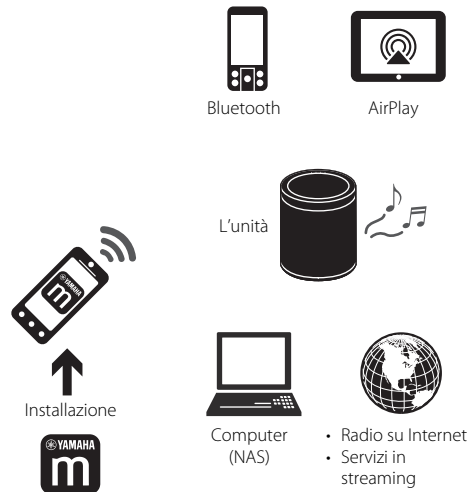 Bluetooth
AirPlay
L'unità
YAMAHA
m
Installazione
YAMAHA
m
Computer
(NAS)
• Radio su Internet
• Servizi in
streaming